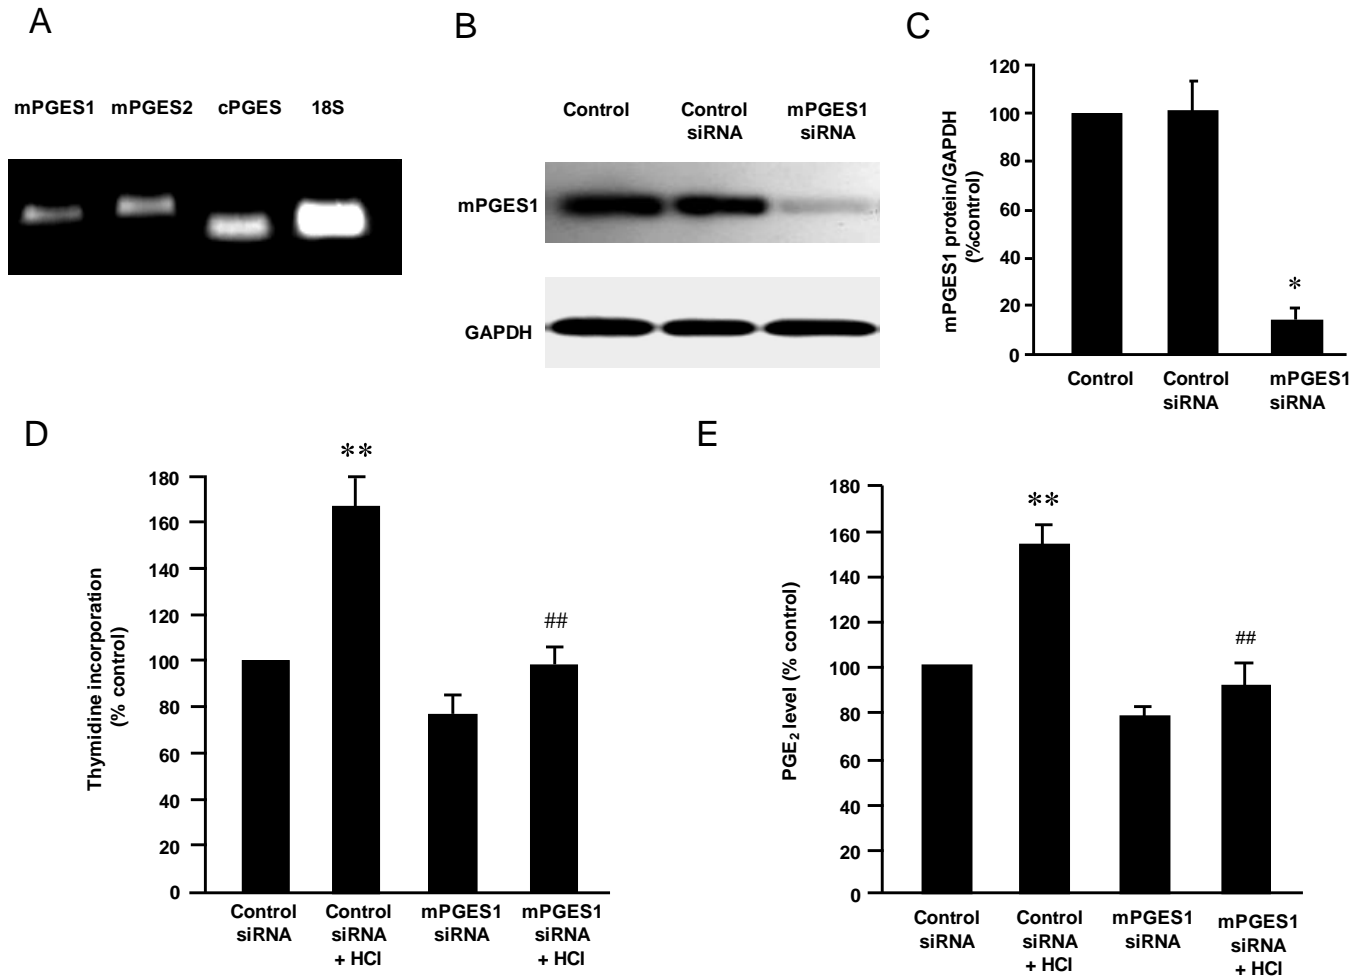 A
mPGES1 mPGES2 cPGES 18S
B
Control Control siRNA mPGES1 siRNA
mPGES1
GAPDH
C
mPGES1 protein/GAPDH
(%control)
120
100
80
60
40
20
0
*
Control Control siRNA mPGES1 siRNA
D
Thymidine incorporation
(% control)
180
160
140
120
100
80
60
40
20
0
**
##
Control siRNA
Control siRNA + HCl
mPGES1 siRNA
mPGES1 siRNA + HCl
E
PGE2 level (% control)
180
160
140
120
100
80
60
40
20
0
**
##
Control siRNA
Control siRNA + HCl
mPGES1 siRNA
mPGES1 siRNA + HCl